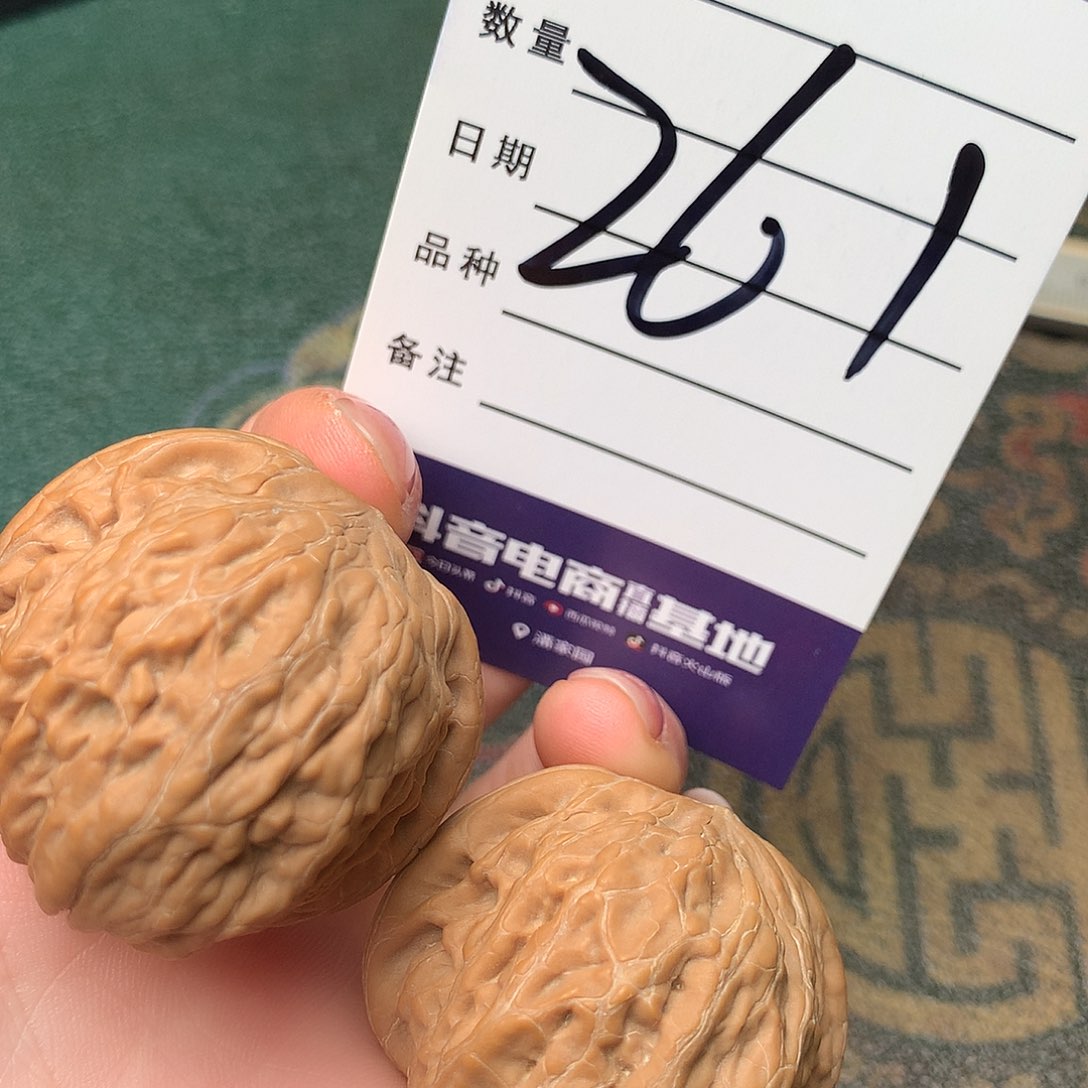 数量
261
日期
品种
备注
抖音电商直播基地
今日头条 抖音 西瓜视频 抖音火山版
潘家园